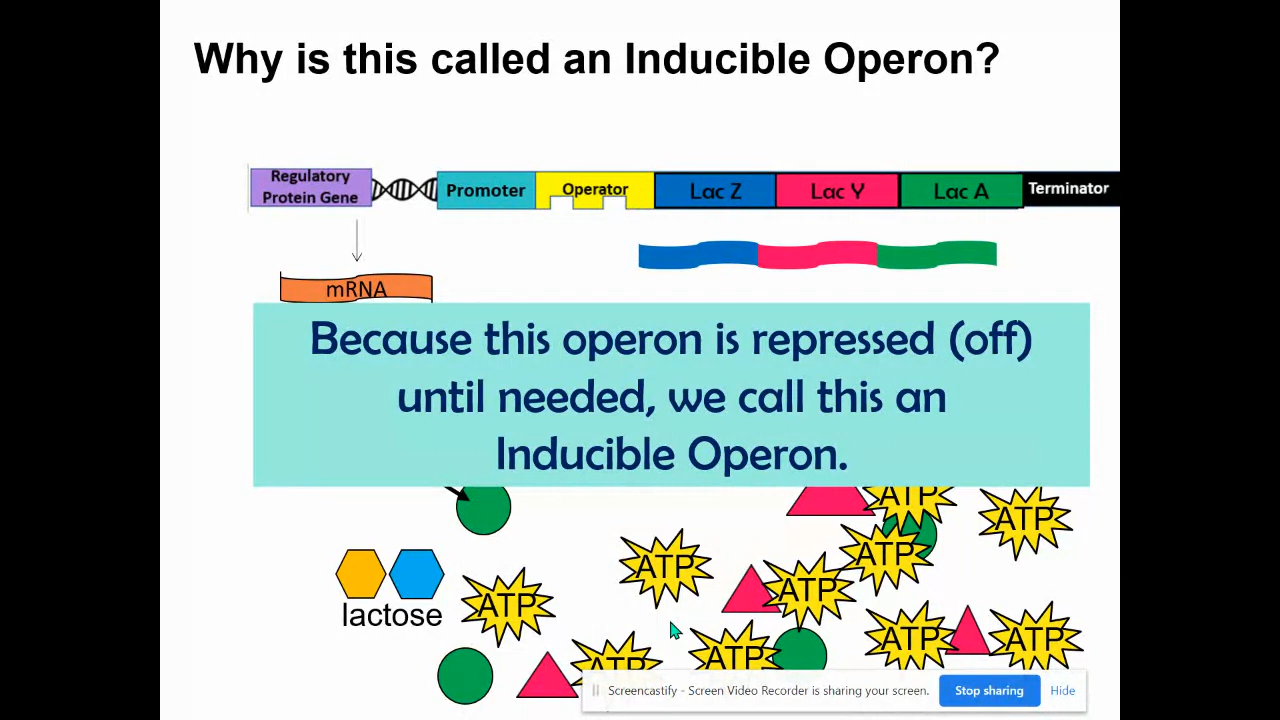 Why is this called an Inducible Operon?
Regulatory
Protein Gene
Promoter
Operator
Lac Z
Lac Y
Lac A
Terminator
mRNA
Because this operon is repressed (off)
until needed, we call this an
Inducible Operon.
ATP
ATP
ATP
ATP
ATP
lactose
ATP
ATP
ATP
ATP
ATP
Screencastify - Screen Video Recorder is sharing your screen.
Stop sharing
Hide